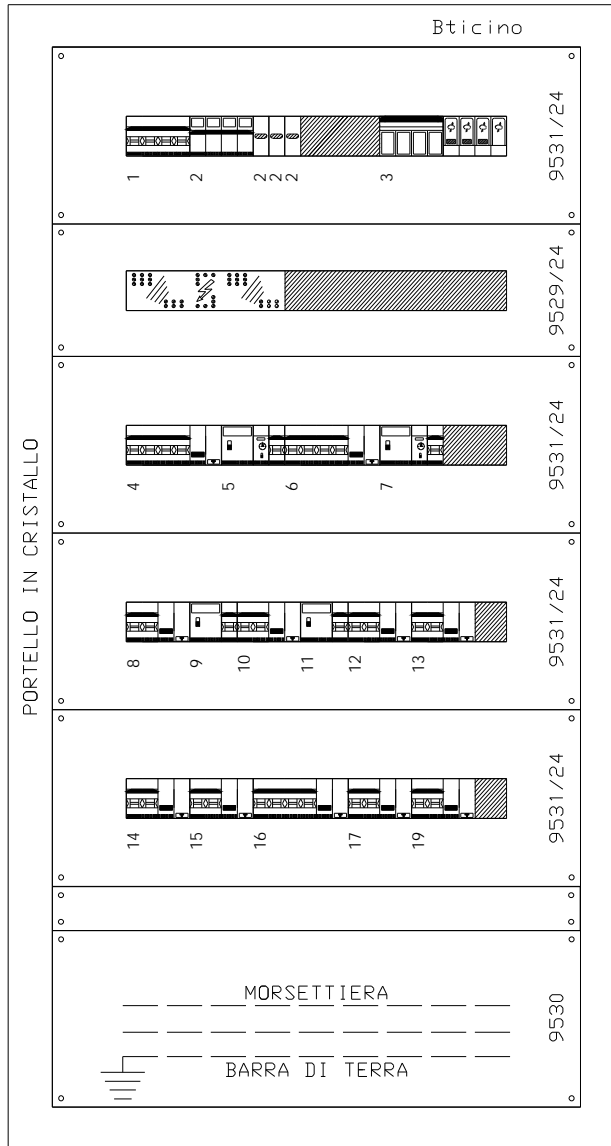 Bticino
PORTELLO IN CRISTALLO
1 2 2 2 2 3
9531/24
9529/24
4 5 6 7
9531/24
8 9 10 11 12 13
9531/24
14 15 16 17 19
9531/24
MORSETTIERA
9530
BARRA DI TERRA